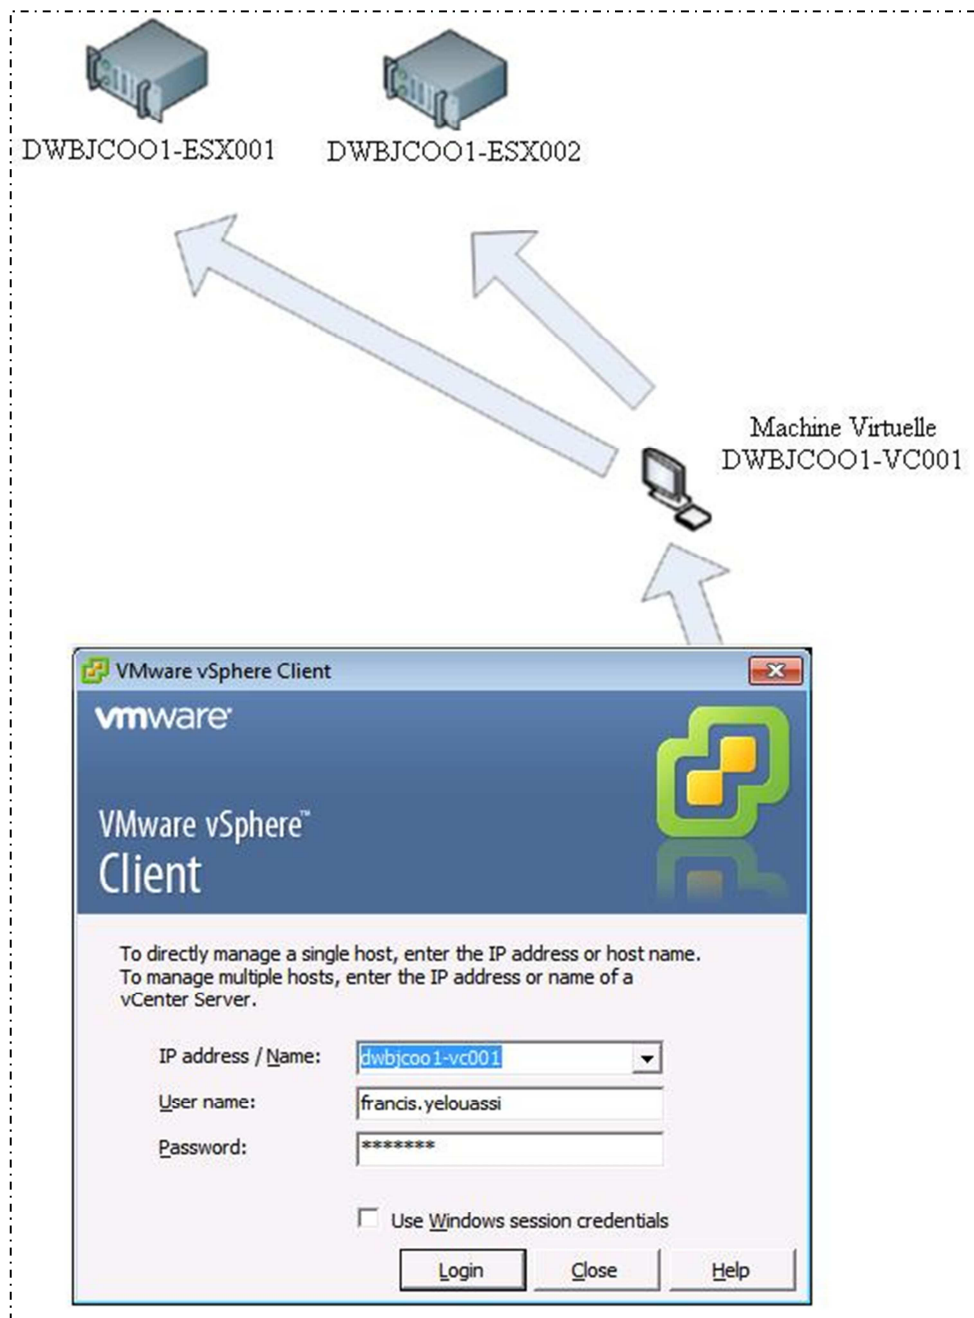 DWBJCOO1-ESX001
DWBJCOO1-ESX002
Machine Virtuelle
DWBJCOO1-VC001
VMware vSphere Client
vmware
VMware vSphere™
Client
To directly manage a single host, enter the IP address or host name.
To manage multiple hosts, enter the IP address or name of a
vCenter Server.
IP address / Name:
dwbjcoo1-vc001
User name:
francis.yelouassi
Password:
*******
Use Windows session credentials
Login
Close
Help